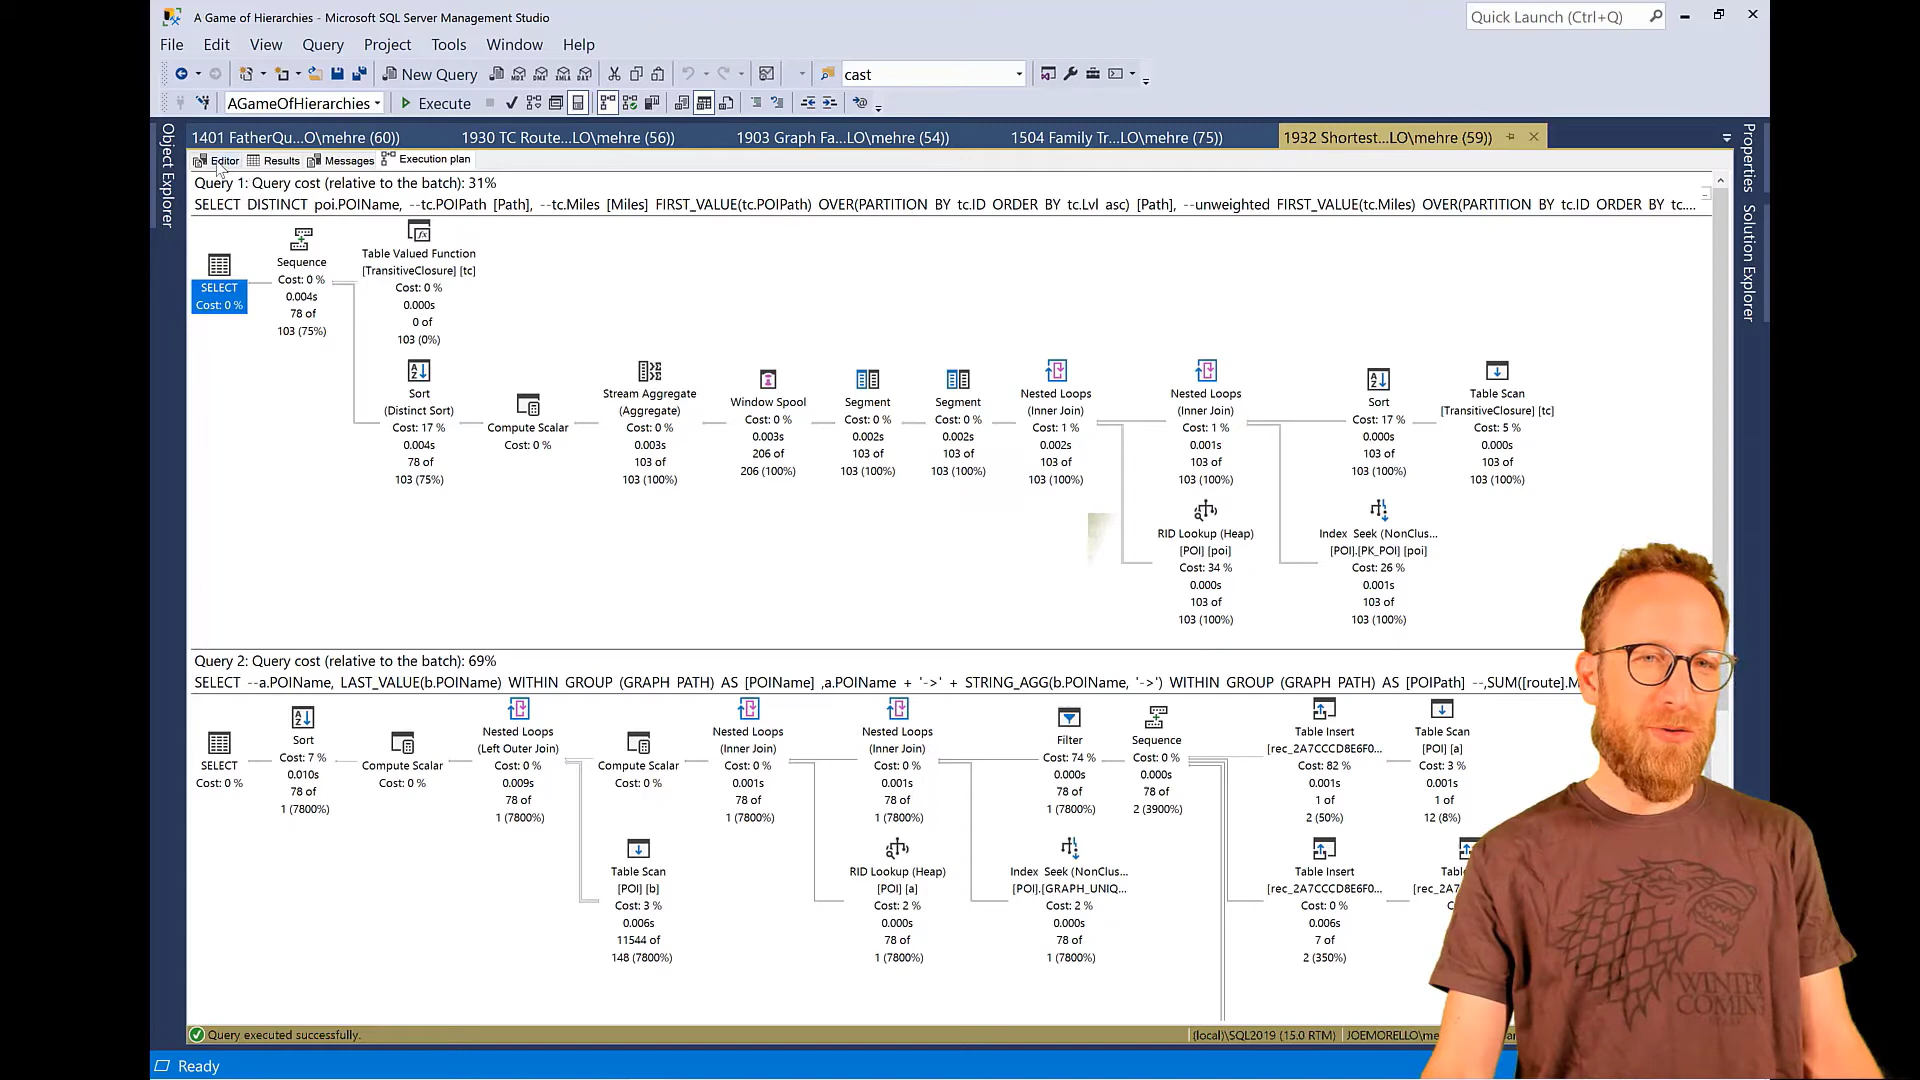 A Game of Hierarchies - Microsoft SQL Server Management Studio
Quick Launch (Ctrl+Q)
File Edit View Query Project Tools Window Help
New Query
cast
AGameOfHierarchies
Execute
1401 FatherQu...O\mehre (60))
1930 TC Route...LO\mehre (56))
1903 Graph Fa...LO\mehre (54))
1504 Family Tr...LO\mehre (75))
1932 Shortest...LO\mehre (59))
Object Explorer
Properties
Solution Explorer
Editor Results Messages Execution plan
Query 1: Query cost (relative to the batch): 31%
SELECT DISTINCT poi.POIName, --tc.POIPath [Path], --tc.Miles [Miles] FIRST_VALUE(tc.POIPath) OVER(PARTITION BY tc.ID ORDER BY tc.Lvl asc) [Path], --unweighted FIRST_VALUE(tc.Miles) OVER(PARTITION BY tc.ID ORDER BY tc....
SELECT
Cost: 0 %
Sequence
Cost: 0 %
0.004s
78 of
103 (75%)
Table Valued Function
[TransitiveClosure] [tc]
Cost: 0 %
0.000s
0 of
103 (0%)
Sort
(Distinct Sort)
Cost: 17 %
0.004s
78 of
103 (75%)
Compute Scalar
Cost: 0 %
Stream Aggregate
(Aggregate)
Cost: 0 %
0.003s
103 of
103 (100%)
Window Spool
Cost: 0 %
0.003s
206 of
206 (100%)
Segment
Cost: 0 %
0.002s
103 of
103 (100%)
Segment
Cost: 0 %
0.002s
103 of
103 (100%)
Nested Loops
(Inner Join)
Cost: 1 %
0.002s
103 of
103 (100%)
Nested Loops
(Inner Join)
Cost: 1 %
0.001s
103 of
103 (100%)
Sort
Cost: 17 %
0.000s
103 of
103 (100%)
Table Scan
[TransitiveClosure] [tc]
Cost: 5 %
0.000s
103 of
103 (100%)
RID Lookup (Heap)
[POI] [poi]
Cost: 34 %
0.000s
103 of
103 (100%)
Index Seek (NonClus...
[POI].[PK_POI] [poi]
Cost: 26 %
0.001s
103 of
103 (100%)
Query 2: Query cost (relative to the batch): 69%
SELECT --a.POIName, LAST_VALUE(b.POIName) WITHIN GROUP (GRAPH PATH) AS [POIName] ,a.POIName + '->' + STRING_AGG(b.POIName, '->') WITHIN GROUP (GRAPH PATH) AS [POIPath] --,SUM([route].M
SELECT
Cost: 0 %
Sort
Cost: 7 %
0.010s
78 of
1 (7800%)
Compute Scalar
Cost: 0 %
Nested Loops
(Left Outer Join)
Cost: 0 %
0.009s
78 of
1 (7800%)
Compute Scalar
Cost: 0 %
Nested Loops
(Inner Join)
Cost: 0 %
0.001s
78 of
1 (7800%)
Nested Loops
(Inner Join)
Cost: 0 %
0.001s
78 of
1 (7800%)
Filter
Cost: 74 %
0.000s
78 of
1 (7800%)
Sequence
Cost: 0 %
0.000s
78 of
2 (3900%)
Table Insert
[rec_2A7CCCD8E6F0...
Cost: 82 %
0.001s
1 of
2 (50%)
Table Scan
[POI] [a]
Cost: 3 %
0.001s
1 of
12 (8%)
Table Scan
[POI] [b]
Cost: 3 %
0.006s
11544 of
148 (7800%)
RID Lookup (Heap)
[POI] [a]
Cost: 2 %
0.000s
78 of
1 (7800%)
Index Seek (NonClus...
[POI].[GRAPH_UNIQ...
Cost: 2 %
0.000s
78 of
1 (7800%)
Table Insert
[rec_2A7CCCD8E6F0...
Cost: 0 %
0.006s
7 of
2 (350%)
Tab
[rec_2A7
C
WINTER
COMING
Query executed successfully.
(local)\SQL2019 (15.0 RTM)
JOEMORELLO\me
Ready